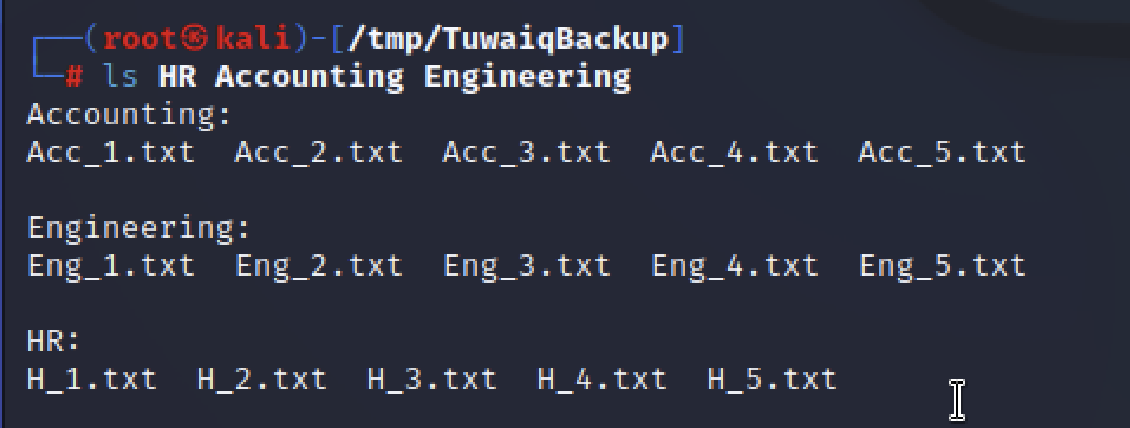 ┌──(root㉿kali)-[/tmp/TuwaiqBackup]
└─# ls HR Accounting Engineering
Accounting:
Acc_1.txt  Acc_2.txt  Acc_3.txt  Acc_4.txt  Acc_5.txt

Engineering:
Eng_1.txt  Eng_2.txt  Eng_3.txt  Eng_4.txt  Eng_5.txt

HR:
H_1.txt  H_2.txt  H_3.txt  H_4.txt  H_5.txt